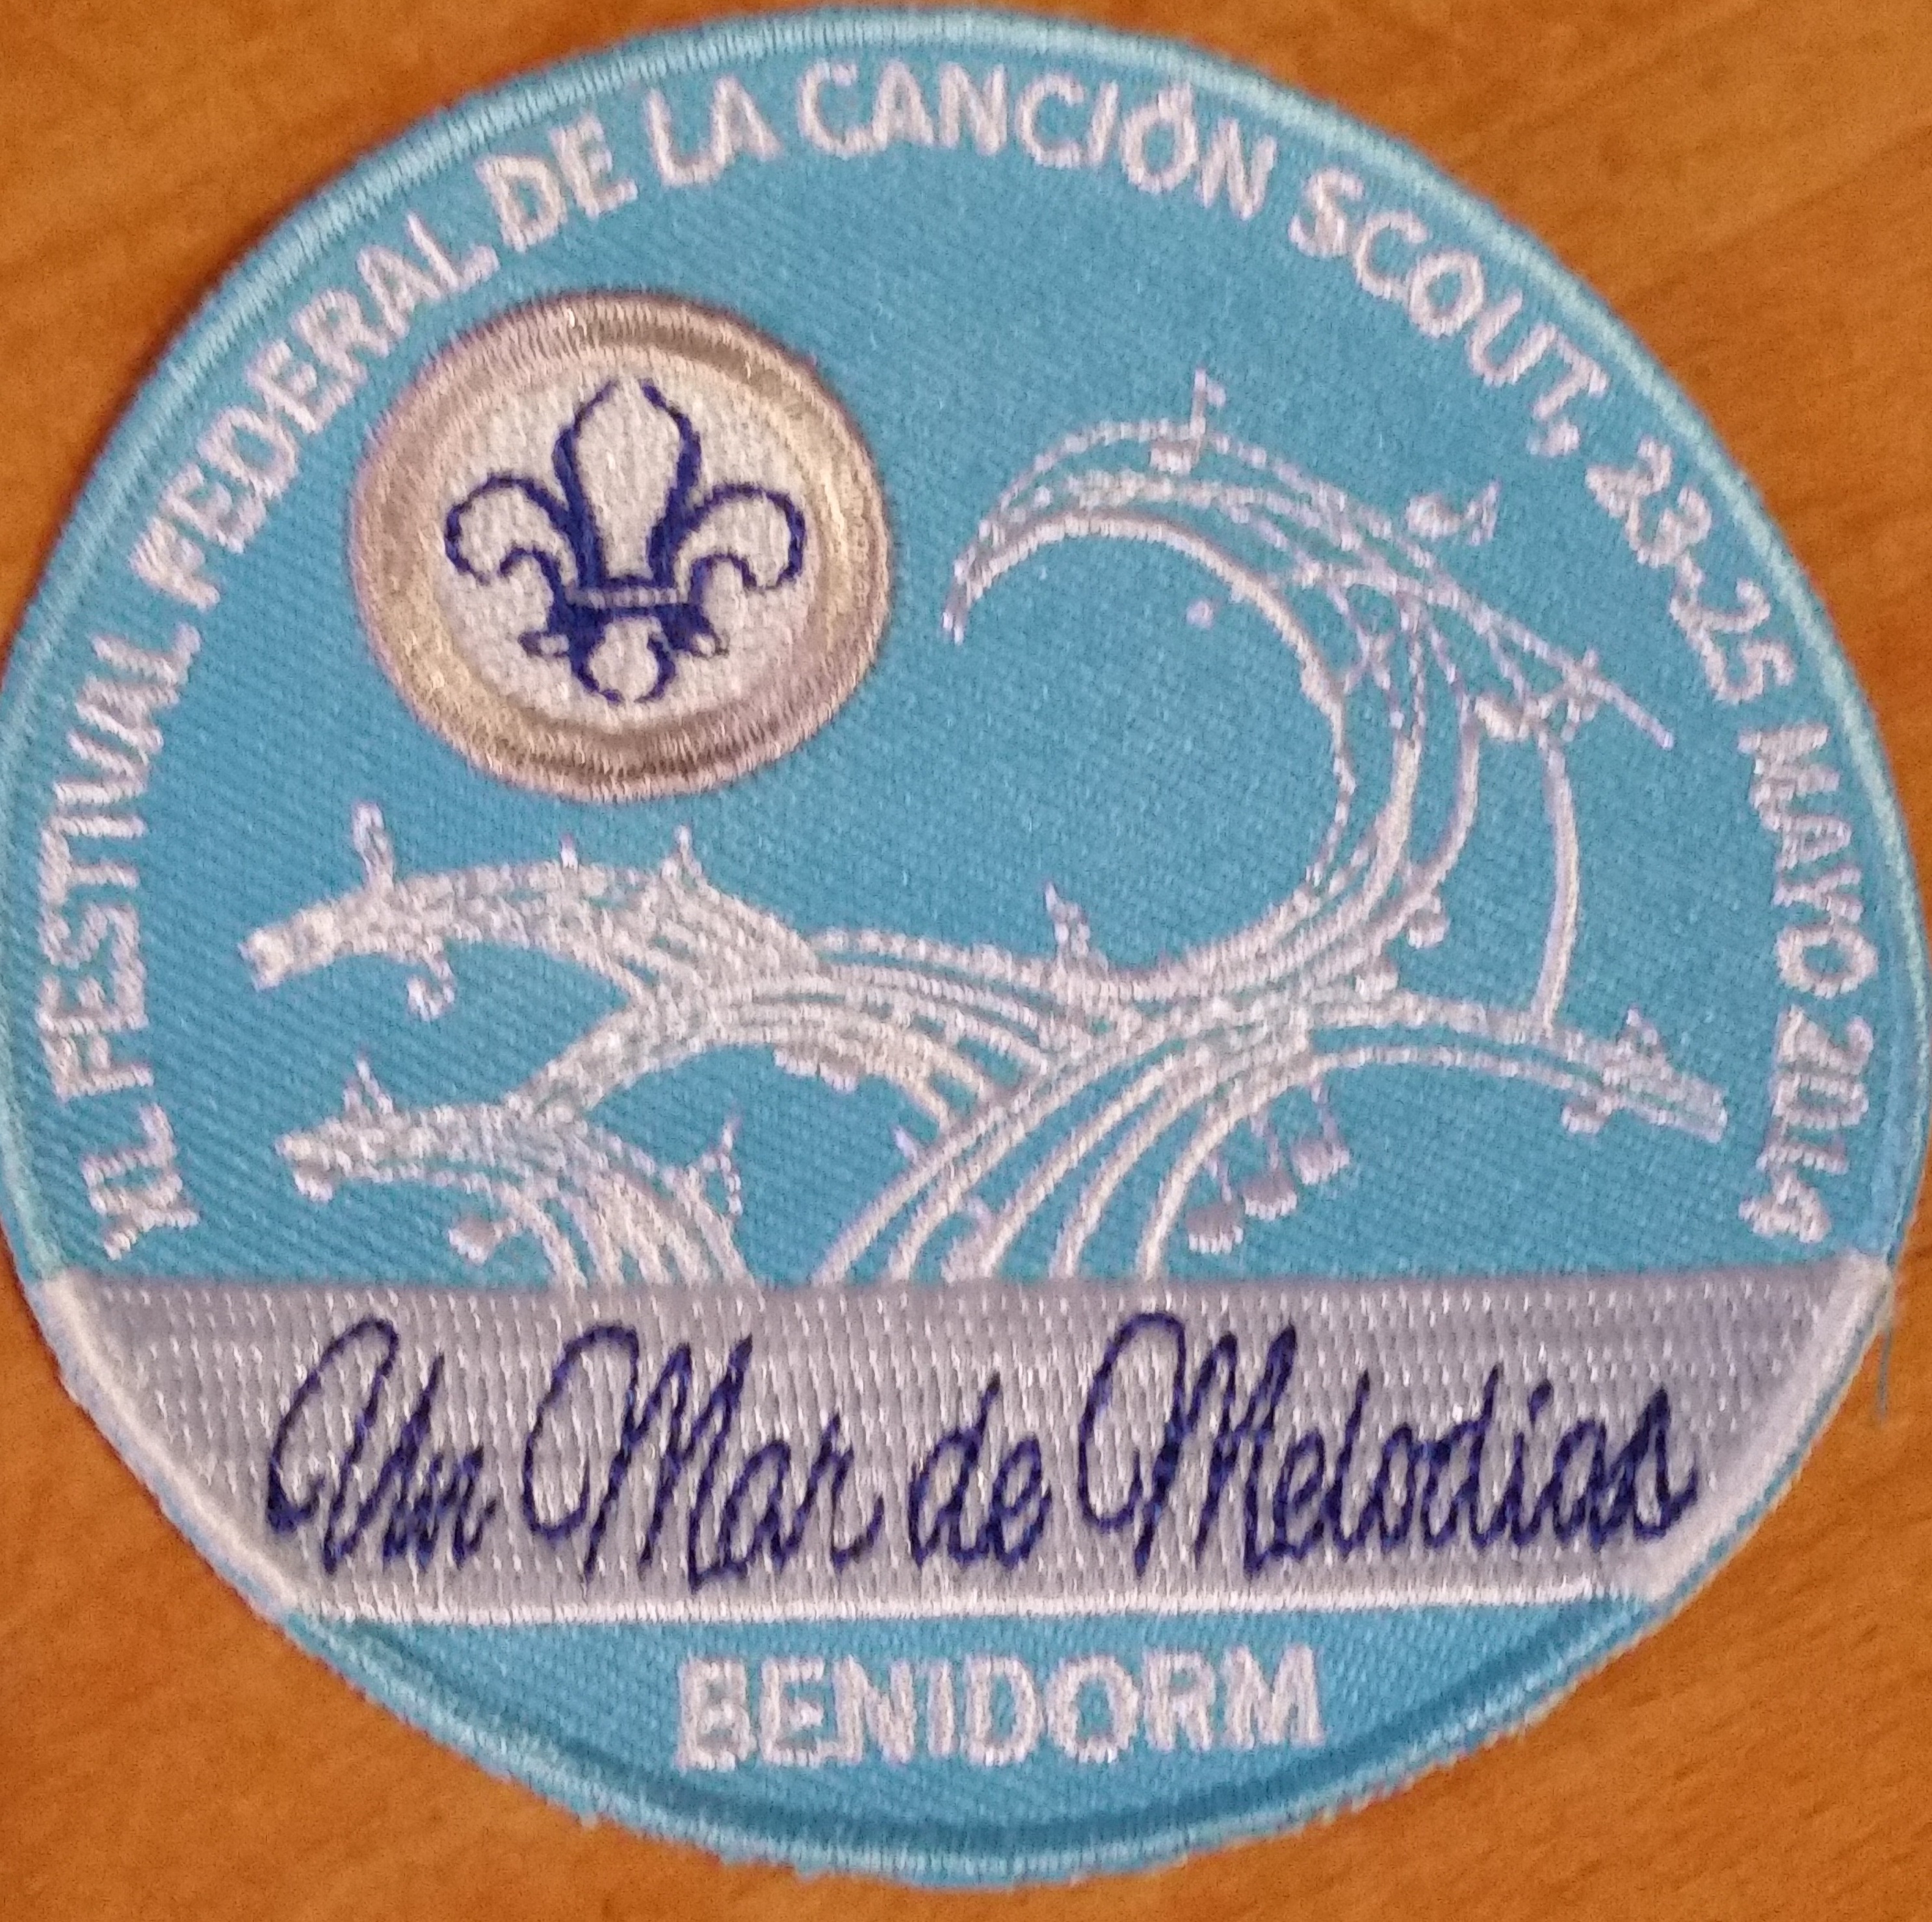 XL FESTIVAL FEDERAL DE LA CANCIÓN SCOUT, 23-25 MAYO 2014
Un Mar de Melodias
BENIDORM